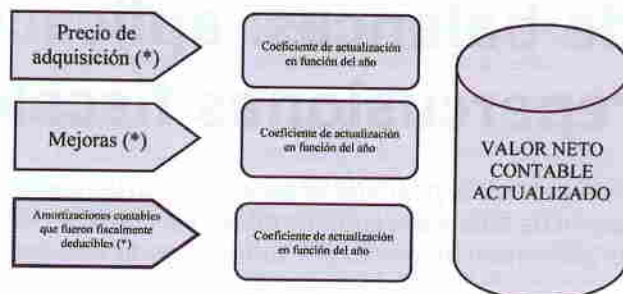 Precio de
adquisición (*)
Coeficiente de actualización
en función del año
Mejoras (*)
Coeficiente de actualización
en función del año
Amortizaciones contables
que fueron fiscalmente
deducibles (*)
Coeficiente de actualización
en función del año
VALOR NETO
CONTABLE
ACTUALIZADO